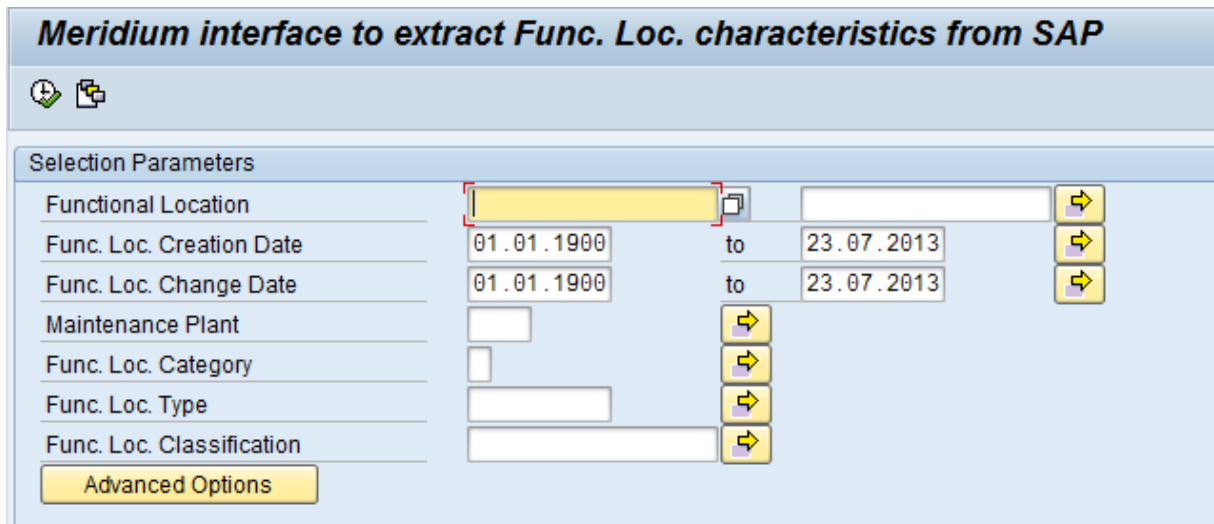 Meridium interface to extract Func. Loc. characteristics from SAP
Selection Parameters
Functional Location
Func. Loc. Creation Date 01.01.1900 to 23.07.2013
Func. Loc. Change Date 01.01.1900 to 23.07.2013
Maintenance Plant
Func. Loc. Category
Func. Loc. Type
Func. Loc. Classification
Advanced Options